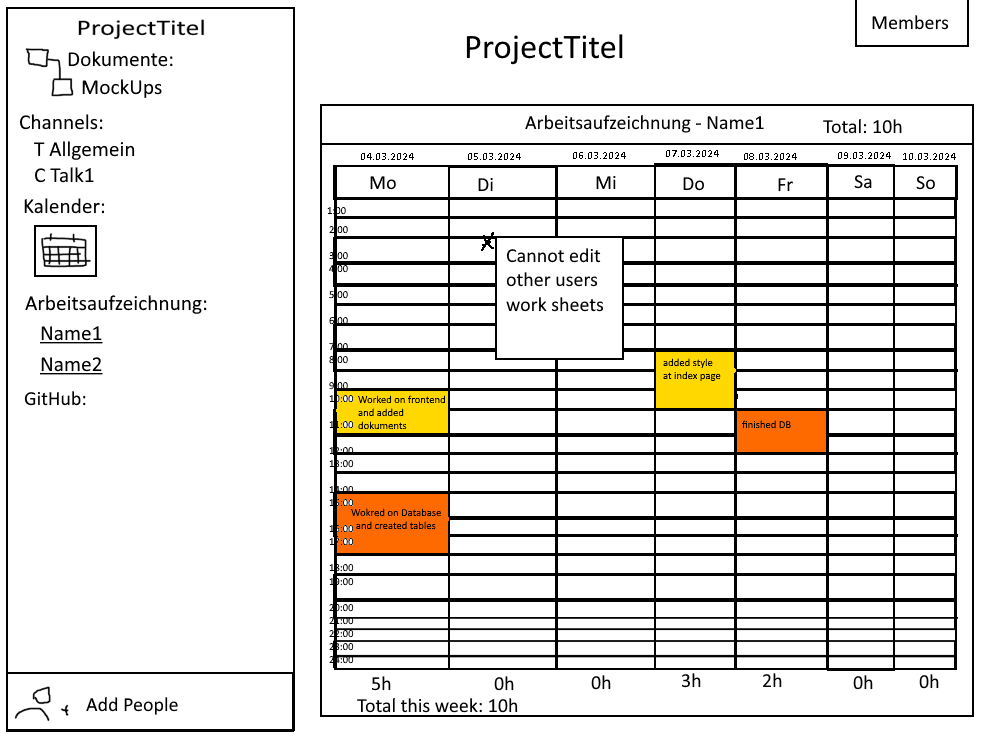 ProjectTitel
Dokumente:
MockUps
Channels:
T Allgemein
C Talk1
Kalender:
Arbeitsaufzeichnung:
Name1
Name2
GitHub:
Add People
Members
ProjectTitel
Arbeitsaufzeichnung - Name1
Total: 10h
04.03.2024 05.03.2024 06.03.2024 07.03.2024 08.03.2024 09.03.2024 10.03.2024
Mo Di Mi Do Fr Sa So
1:00
2:00
3:00
4:00
5:00
6:00
7:00
8:00
9:00
10:00
11:00
12:00
13:00
14:00
15:00
16:00
17:00
18:00
19:00
20:00
21:00
22:00
23:00
24:00
X
Cannot edit
other users
work sheets
added style
at index page
Worked on frontend
and added
dokuments
finished DB
Wokred on Database
and created tables
5h 0h 0h 3h 2h 0h 0h
Total this week: 10h